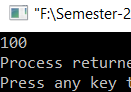 "F:\Semester-2
100
Process returne
Press any key t